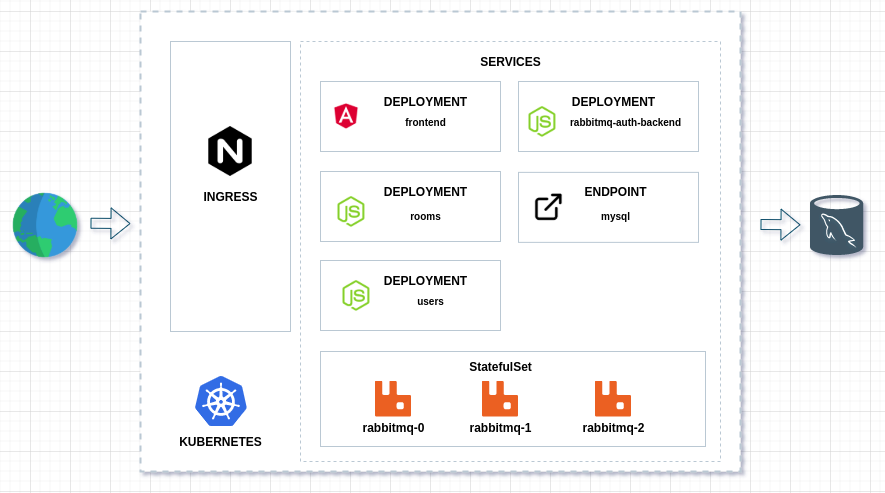 SERVICES
DEPLOYMENT
frontend
DEPLOYMENT
rabbitmq-auth-backend
INGRESS
DEPLOYMENT
rooms
ENDPOINT
mysql
DEPLOYMENT
users
StatefulSet
rabbitmq-0
rabbitmq-1
rabbitmq-2
KUBERNETES